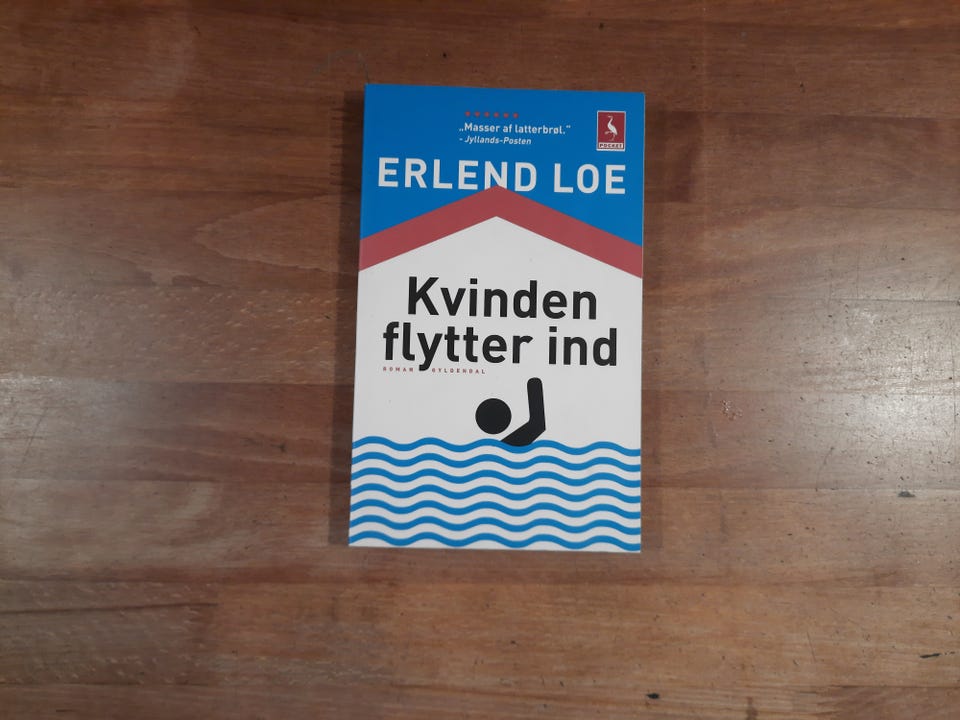 „Masser af latterbrøl."
- Jyllands-Posten
POCKET
ERLEND LOE
Kvinden
flytter ind
ROMAN GYLDENDAL